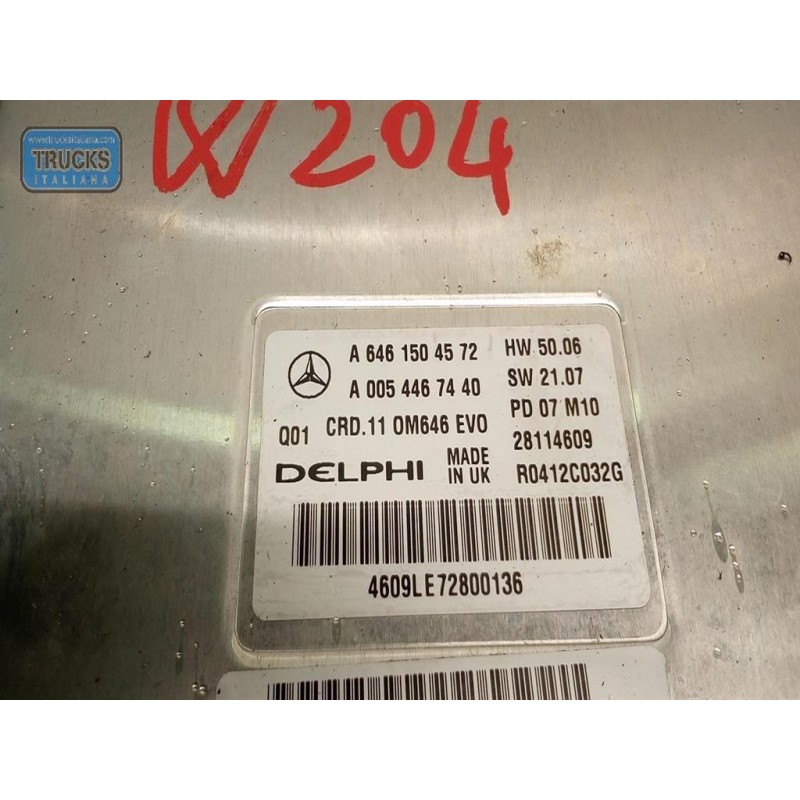 W204
www.trucksitaliana.com
TRUCKS
ITALIANA
A 646 150 45 72 HW 50.06
A 005 446 74 40 SW 21.07
PD 07 M10
Q01 CRD.11 OM646 EVO
28114609
DELPHI MADE IN UK R0412C032G
4609LE72800136